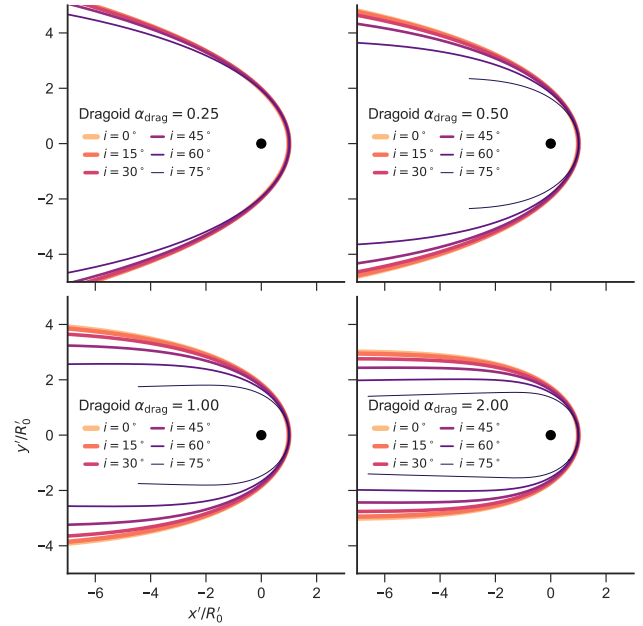 4
2
0
−2
−4
Dragoid α_drag = 0.25
i = 0° i = 45°
i = 15° i = 60°
i = 30° i = 75°
Dragoid α_drag = 0.50
i = 0° i = 45°
i = 15° i = 60°
i = 30° i = 75°
4
2
0
−2
−4
y′/R′₀
Dragoid α_drag = 1.00
i = 0° i = 45°
i = 15° i = 60°
i = 30° i = 75°
Dragoid α_drag = 2.00
i = 0° i = 45°
i = 15° i = 60°
i = 30° i = 75°
−6 −4 −2 0 2
−6 −4 −2 0 2
x′/R′₀